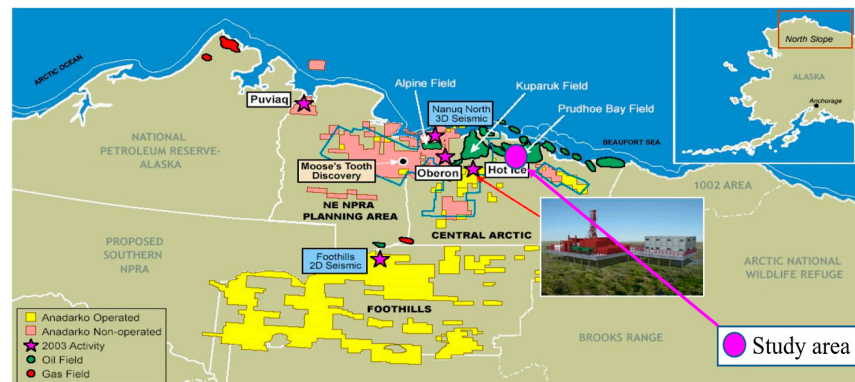 ARCTIC OCEAN
Puviaq
Alpine Field
Nanuq North
3D Seismic
Kuparuk Field
Prudhoe Bay Field
BEAUFORT SEA
North Slope
ALASKA
Anchorage
NATIONAL
PETROLEUM RESERVE-
ALASKA
Moose's Tooth
Discovery
Oberon
Hot Ice
1002 AREA
NE NPRA
PLANNING AREA
CENTRAL ARCTIC
PROPOSED
SOUTHERN
NPRA
Foothills
2D Seismic
ARCTIC NATIONAL
WILDLIFE REFUGE
FOOTHILLS
BROOKS RANGE
Anadarko Operated
Anadarko Non-operated
2003 Activity
Oil Field
Gas Field
Study area